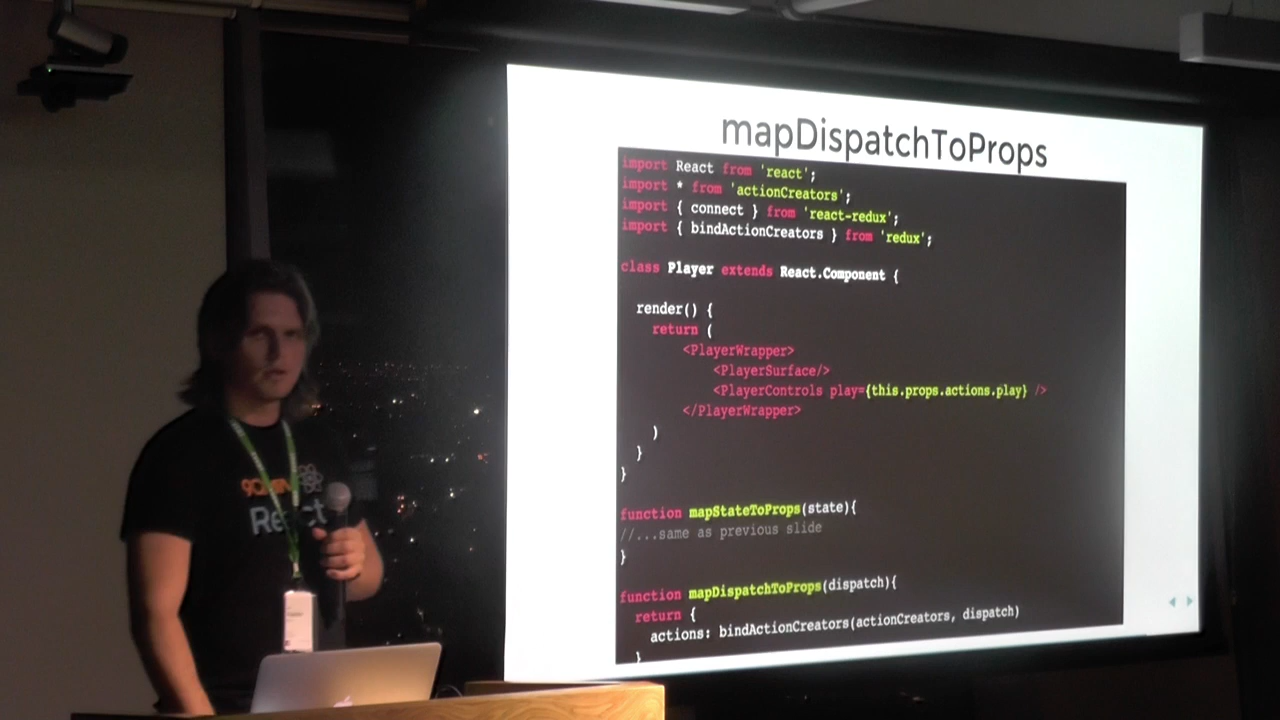 mapDispatchToProps
import React from 'react';
import * from 'actionCreators';
import { connect } from 'react-redux';
import { bindActionCreators } from 'redux';
class Player extends React.Component {
render() {
return (
<PlayerWrapper>
<PlayerSurface/>
<PlayerControls play={this.props.actions.play} />
</PlayerWrapper>
)
}
}
function mapStateToProps(state){
//...same as previous slide
}
function mapDispatchToProps(dispatch){
return {
actions: bindActionCreators(actionCreators, dispatch)
}
React